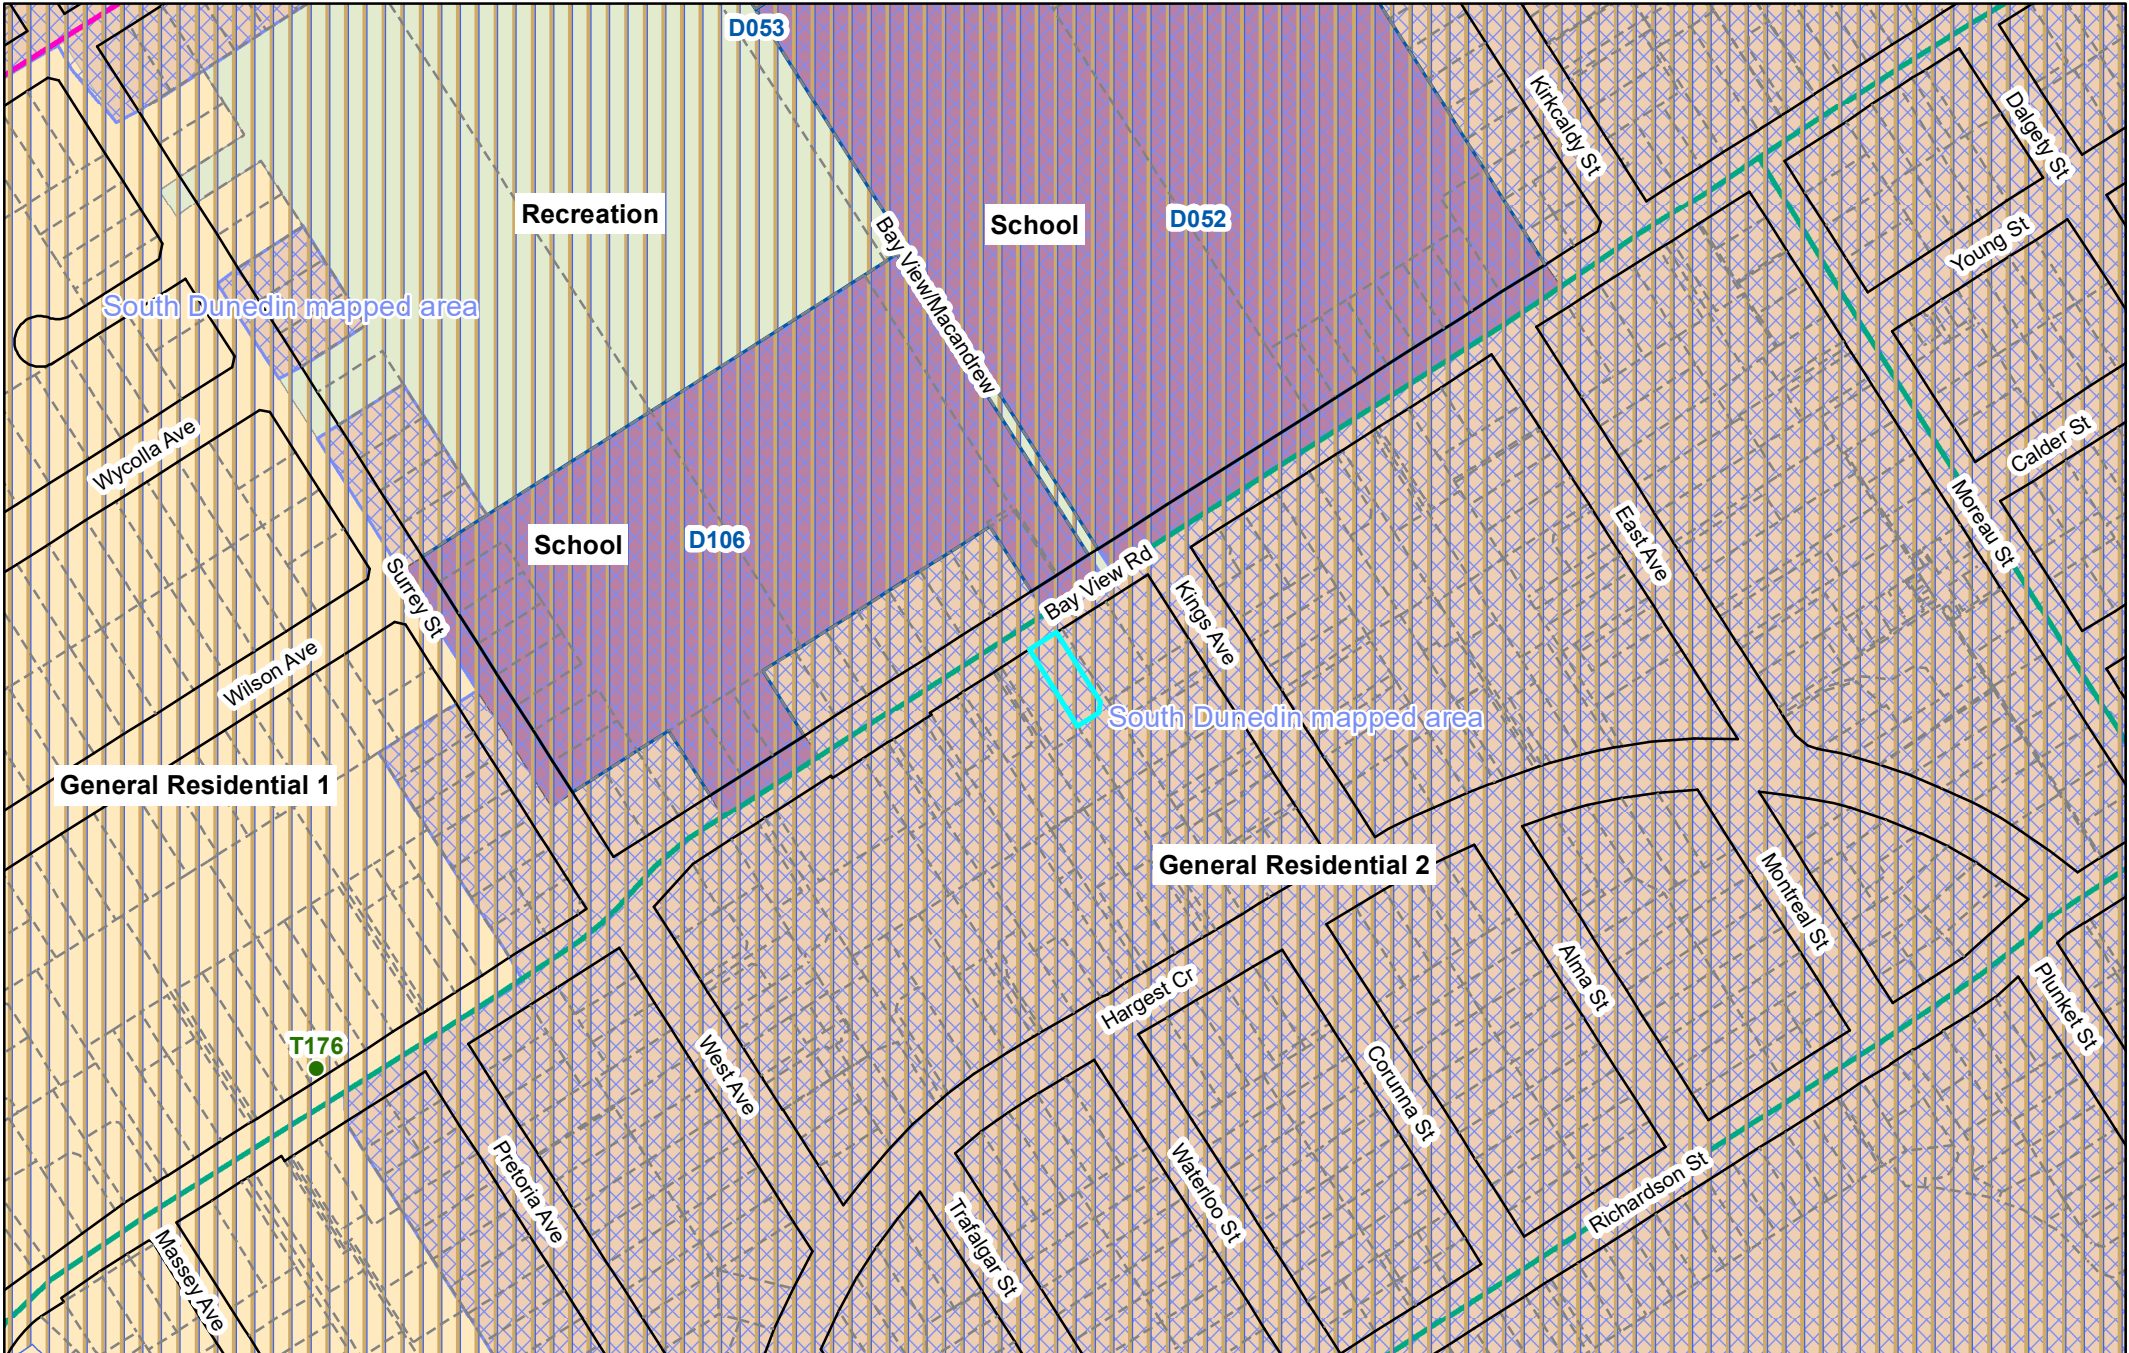 D053
Kirkcaldy St
Dalgety St
Recreation
School
D052
Young St
Bay View/Macandrew
South Dunedin mapped area
Wycolla Ave
Calder St
Moreau St
East Ave
School
D106
Surrey St
Bay View Rd
Kings Ave
Wilson Ave
South Dunedin mapped area
General Residential 1
General Residential 2
Montreal St
Alma St
Plunket St
Hargest Cr
T176
West Ave
Corunna St
Pretoria Ave
Waterloo St
Richardson St
Trafalgar St
Massey Ave